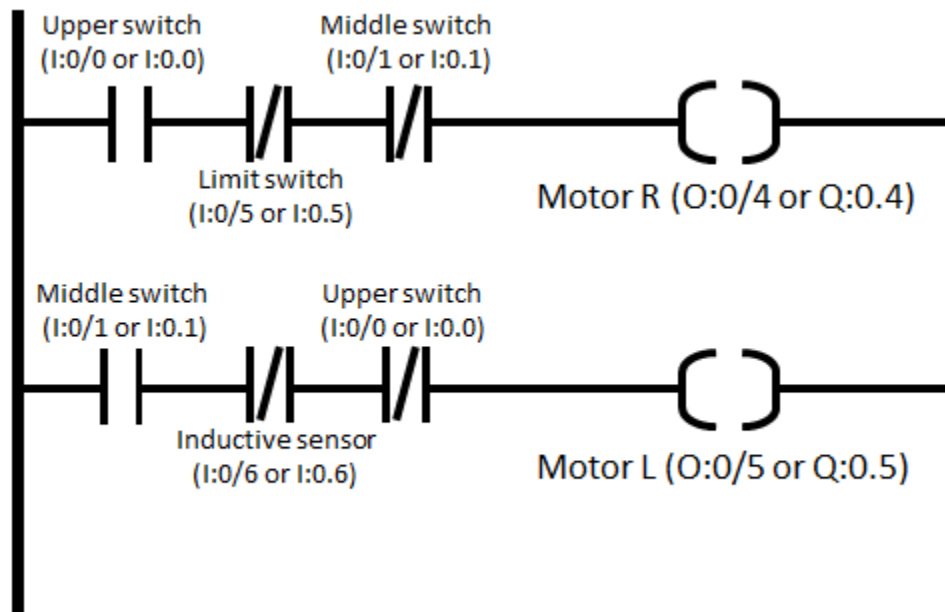 Upper switch
(I:0/0 or I:0.0)
Middle switch
(I:0/1 or I:0.1)
Limit switch
(I:0/5 or I:0.5)
Motor R (O:0/4 or Q:0.4)
Middle switch
(I:0/1 or I:0.1)
Upper switch
(I:0/0 or I:0.0)
Inductive sensor
(I:0/6 or I:0.6)
Motor L (O:0/5 or Q:0.5)